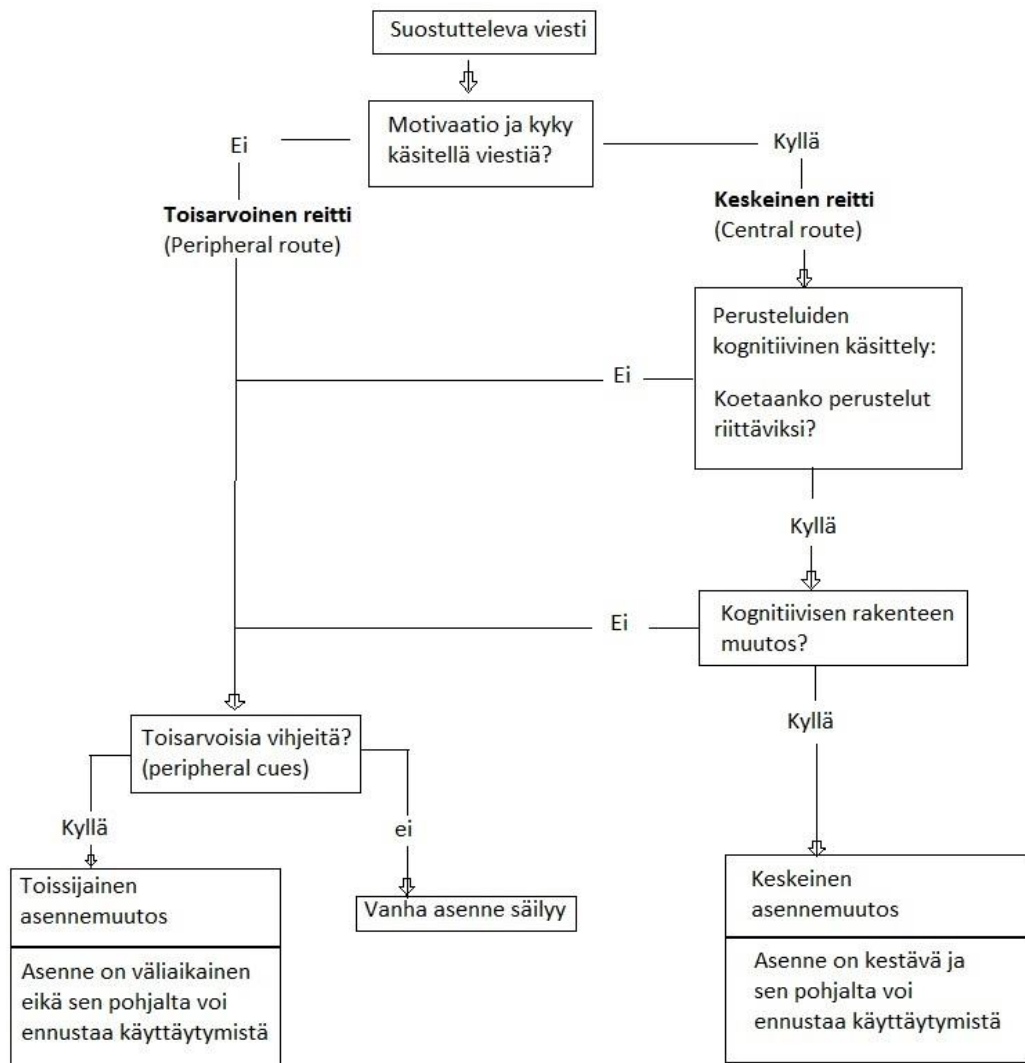 Suostutteleva viesti
Motivaatio ja kyky
käsitellä viestiä?
Ei
Kyllä
Toisarvoinen reitti
(Peripheral route)
Keskeinen reitti
(Central route)
Perusteluiden
kognitiivinen käsittely:
Koetaanko perustelut
riittäviksi?
Ei
Kyllä
Kognitiivisen rakenteen
muutos?
Ei
Kyllä
Toisarvoisia vihjeitä?
(peripheral cues)
Kyllä
ei
Toissijainen
asennemuutos
Asenne on väliaikainen
eikä sen pohjalta voi
ennustaa käyttäytymistä
Vanha asenne säilyy
Keskeinen
asennemuutos
Asenne on kestävä ja
sen pohjalta voi
ennustaa käyttäytymistä